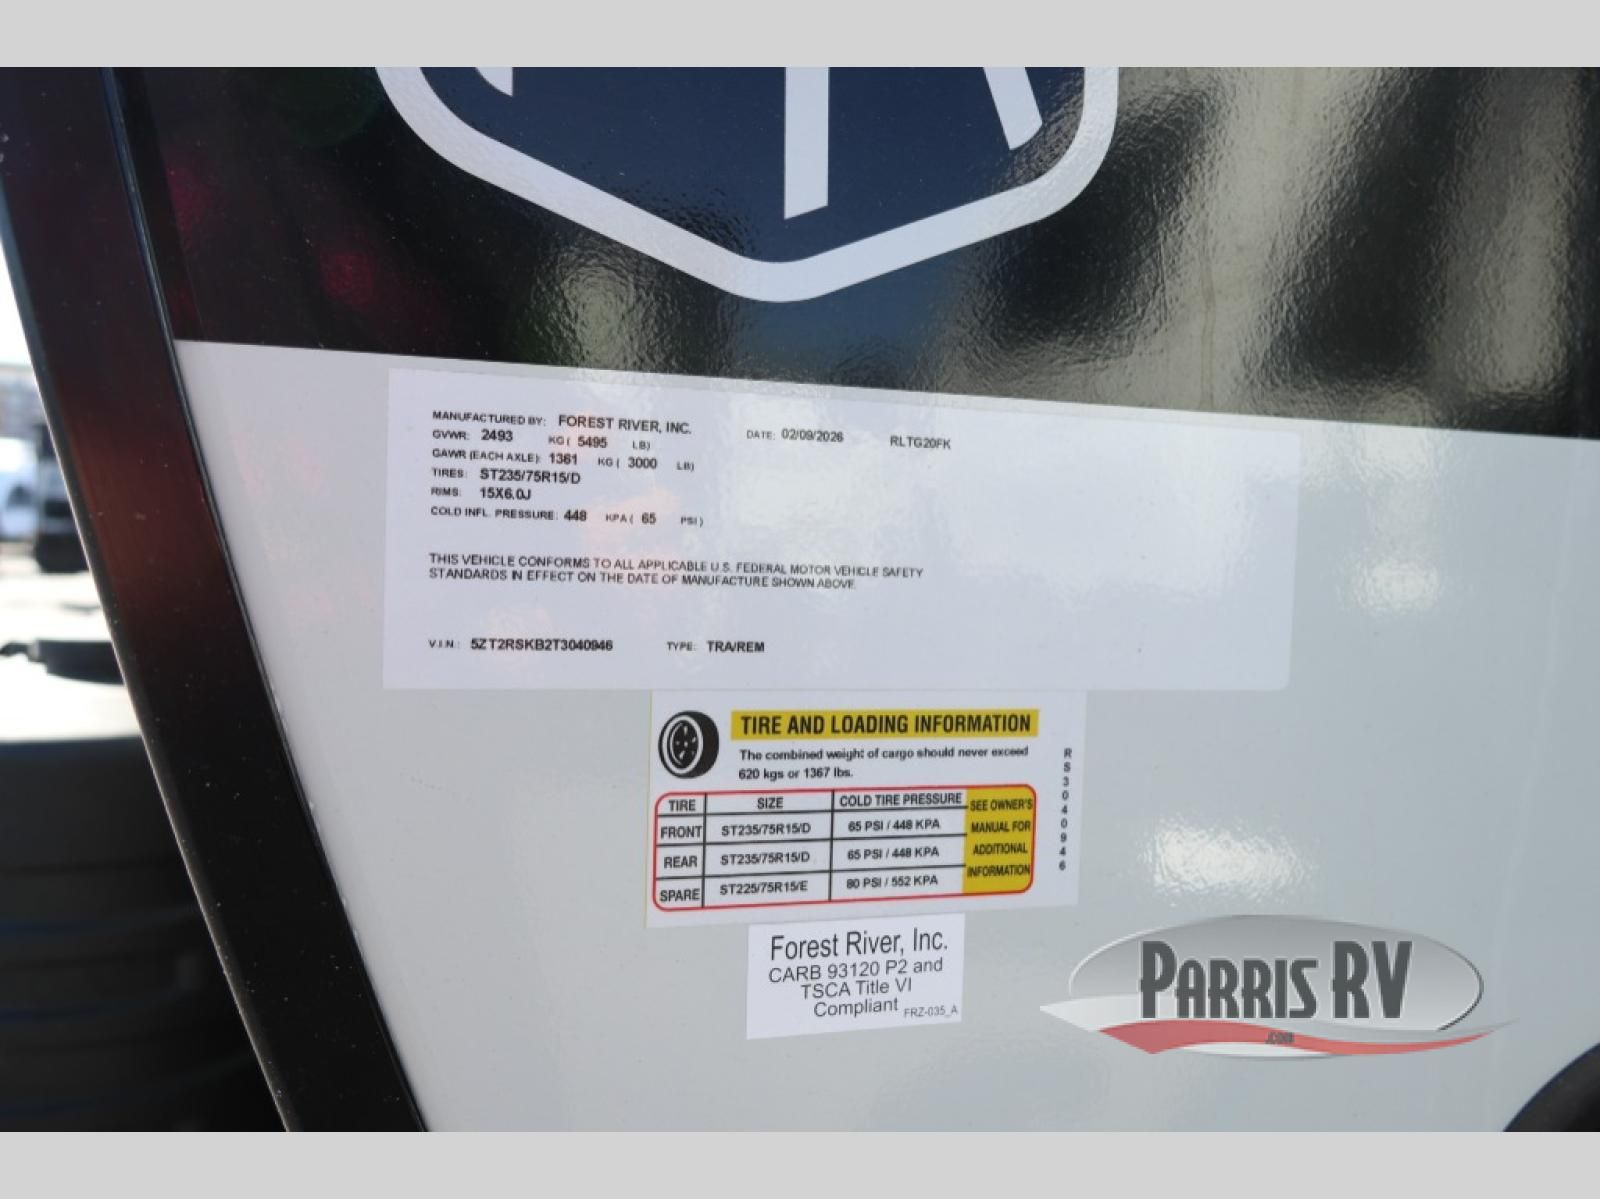 MANUFACTURED BY: FOREST RIVER, INC.
GVWR: 2493 KG ( 5495 LB) DATE: 02/09/2026 RLTG20FK
GAWR (EACH AXLE): 1361 KG ( 3000 LB)
TIRES: ST235/75R15/D
RIMS: 15X6.0J
COLD INFL. PRESSURE: 448 KPA ( 65 PSI )
THIS VEHICLE CONFORMS TO ALL APPLICABLE U.S. FEDERAL MOTOR VEHICLE SAFETY
STANDARDS IN EFFECT ON THE DATE OF MANUFACTURE SHOWN ABOVE.
V.I.N.: 5ZT2RSKB2T3040946 TYPE: TRA/REM
TIRE AND LOADING INFORMATION
The combined weight of cargo should never exceed
620 kgs or 1367 lbs.
TIRE SIZE COLD TIRE PRESSURE
FRONT ST235/75R15/D 65 PSI / 448 KPA
REAR ST235/75R15/D 65 PSI / 448 KPA
SPARE ST225/75R15/E 80 PSI / 552 KPA
SEE OWNER'S
MANUAL FOR
ADDITIONAL
INFORMATION
RS3040946
Forest River, Inc.
CARB 93120 P2 and
TSCA Title VI
Compliant FRZ-035_A
PARRIS RV
.COM